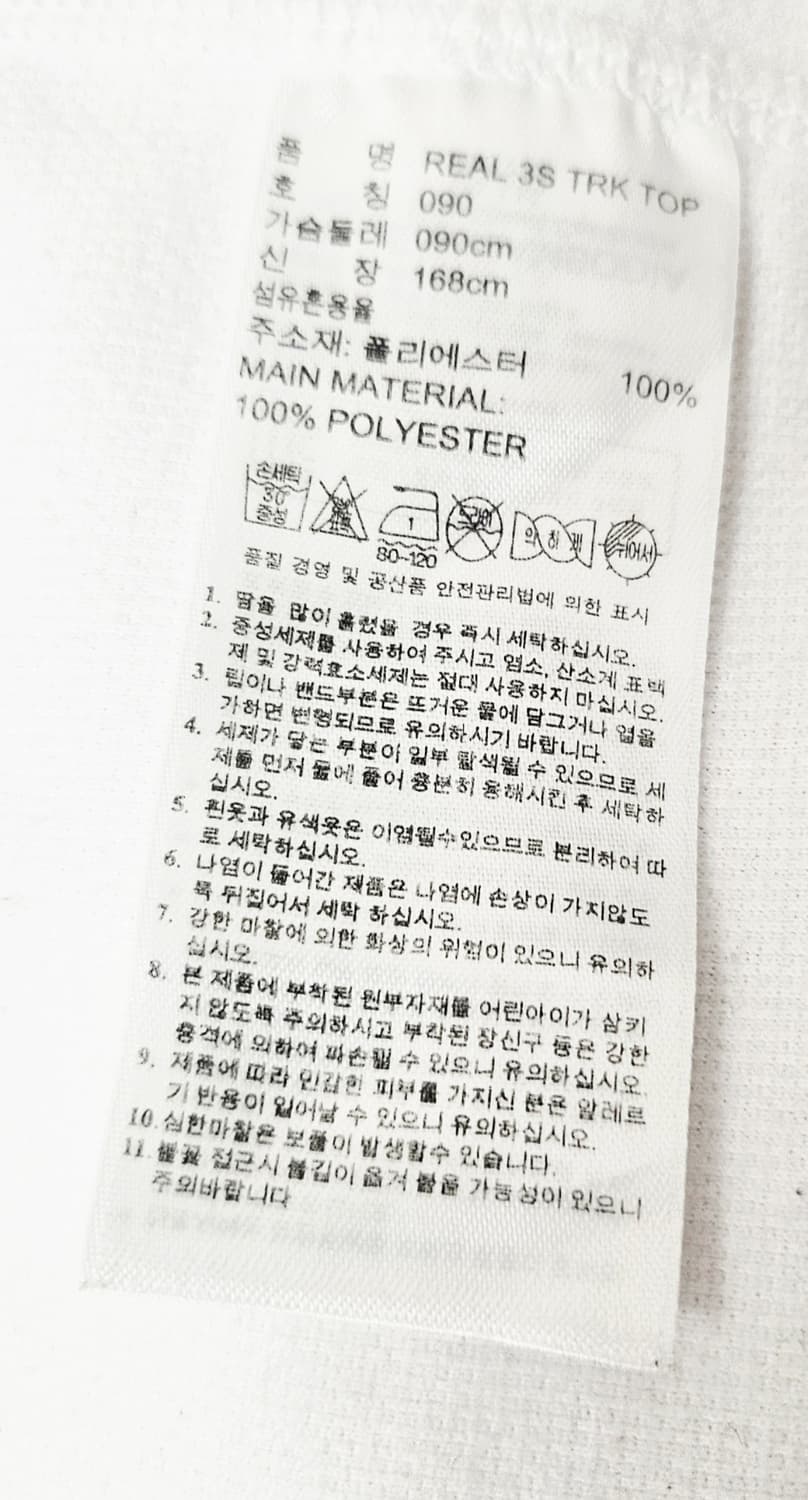 품 명 REAL 3S TRK TOP
호 칭 090
가슴둘레 090cm
신 장 168cm
섬유혼용율
주소재: 폴리에스터 100%
MAIN MATERIAL:
100% POLYESTER
손세탁 30° 중성 1 80~120 드라이 약하게 뉘어서
품질 경영 및 공산품 안전관리법에 의한 표시
1. 땀을 많이 흘렸을 경우 즉시 세탁하십시오.
2. 중성세제를 사용하여 주시고 염소, 산소계 표백
제 및 강력효소세제는 절대 사용하지 마십시오.
3. 립이나 밴드부분은 뜨거운 물에 담그거나 열을
가하면 변형되므로 유의하시기 바랍니다.
4. 세제가 닿는 부분이 일부 탈색될 수 있으므로 세
제를 먼저 물에 풀어 충분히 용해시킨 후 세탁하
십시오.
5. 흰옷과 유색옷은 이염될수있으므로 분리하여 따
로 세탁하십시오.
6. 나염이 들어간 제품은 나염에 손상이 가지않도
록 뒤집어서 세탁 하십시오.
7. 강한 마찰에 의한 화상의 위험이 있으니 유의하
십시오.
8. 본 제품에 부착된 원부자재를 어린아이가 삼키
지 않도록 주의하시고 부착된 장신구 등은 강한
충격에 의하여 파손될 수 있으니 유의하십시오.
9. 제품에 따라 민감한 피부를 가지신 분은 알레르
기 반응이 일어날 수 있으니 유의하십시오.
10. 심한마찰은 보풀이 발생할수 있습니다.
11. 불꽃 접근시 불길이 옮겨 붙을 가능성이 있으니
주의바랍니다